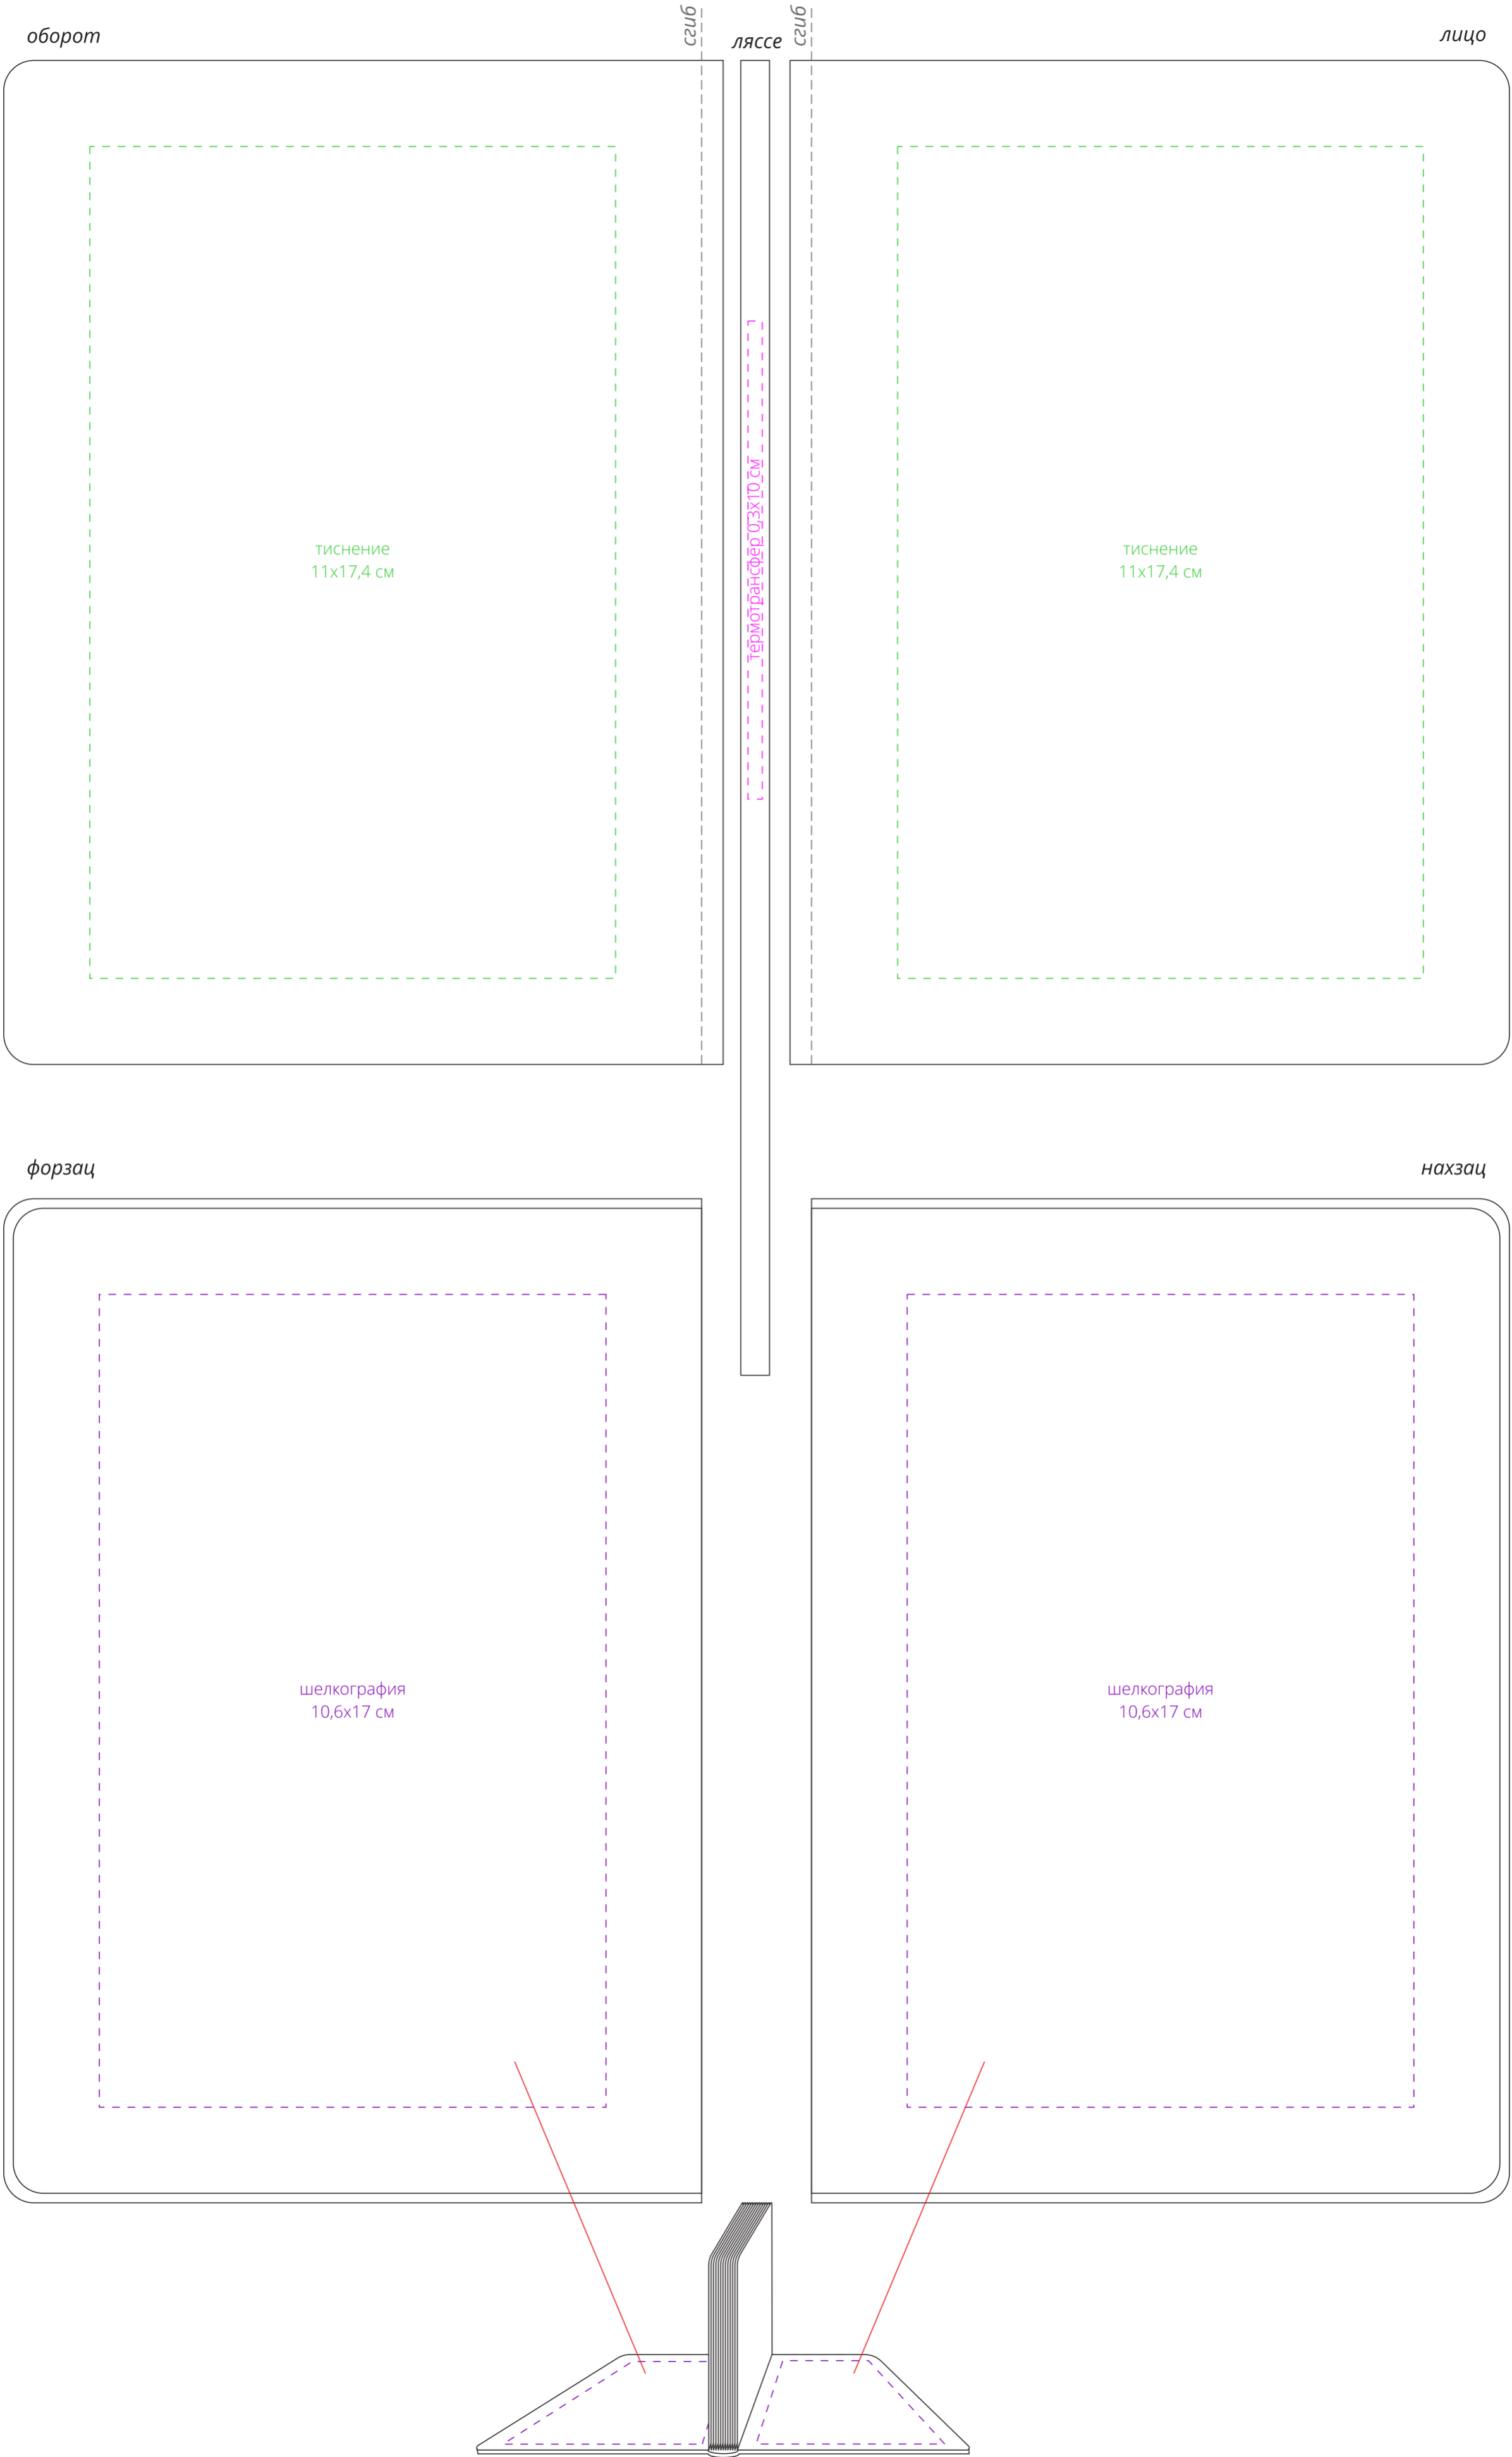 оборот
сгиб
ляссе
сгиб
лицо
тиснение
11х17,4 см
термотрансфер 0,3х10 см
тиснение
11х17,4 см
форзац
нахзац
шелкография
10,6х17 см
шелкография
10,6х17 см